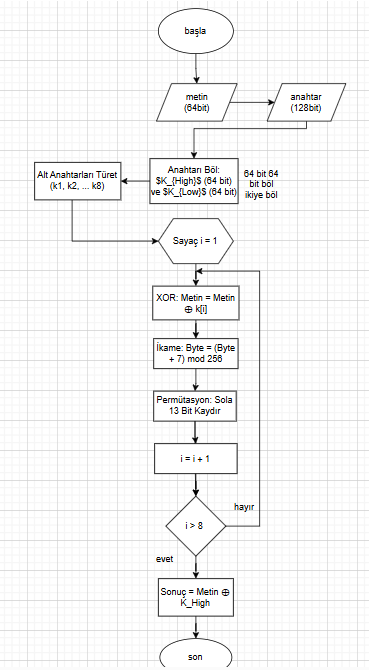 başla
metin
(64bit)
anahtar
(128bit)
Anahtarı Böl:
$K_{High}$ (64 bit)
ve $K_{Low}$ (64 bit)
64 bit 64
bit böl
ikiye böl
Alt Anahtarları Türet
(k1, k2, ... k8)
Sayaç i = 1
XOR: Metin = Metin
⊕ k[i]
İkame: Byte = (Byte
+ 7) mod 256
Permütasyon: Sola
13 Bit Kaydır
i = i + 1
i > 8
hayır
evet
Sonuç = Metin ⊕
K_High
son